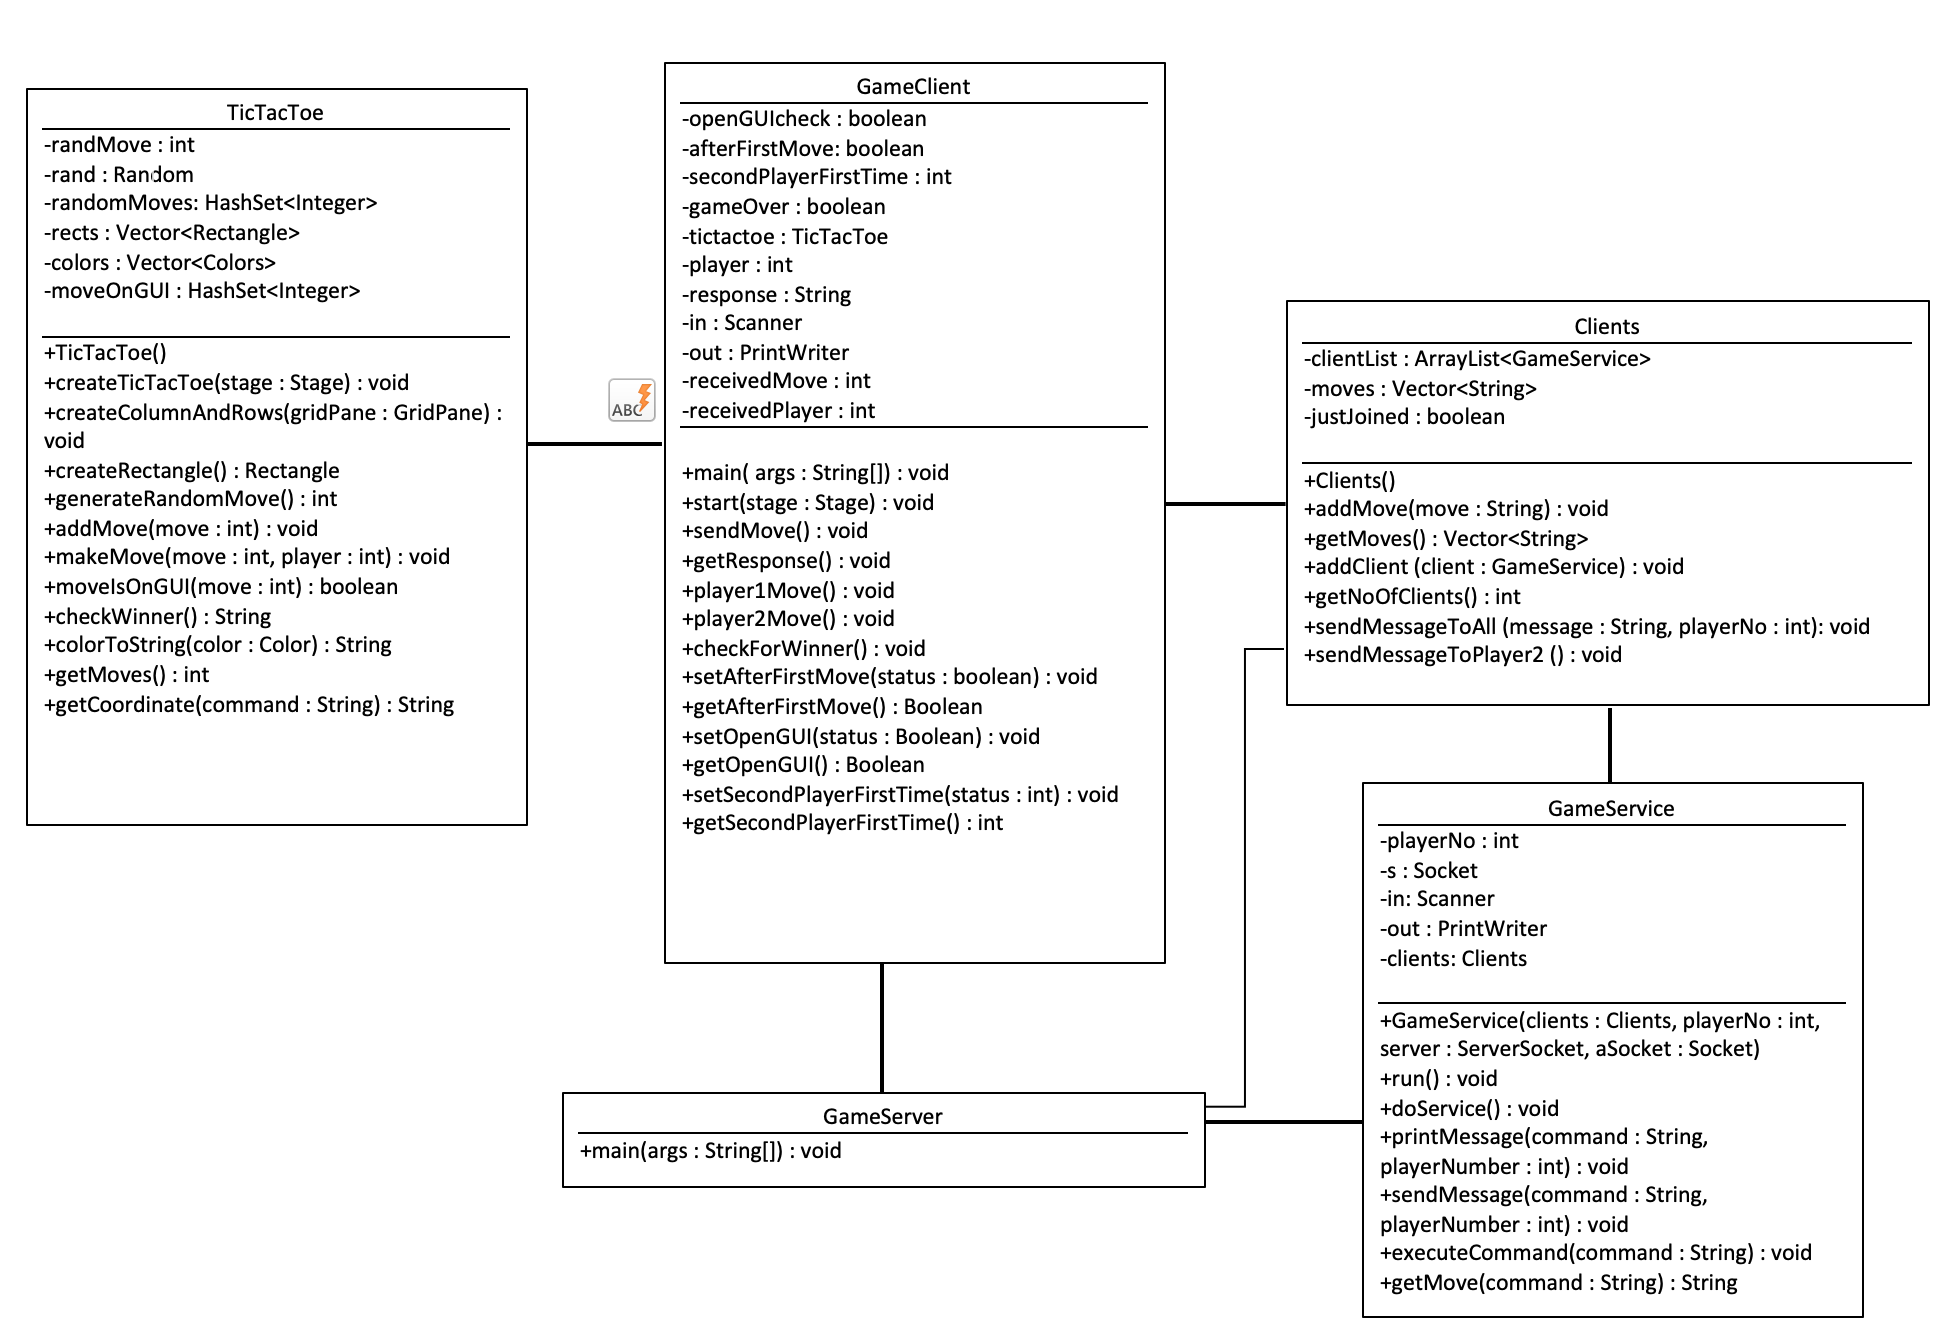 TicTacToe
-randMove : int
-rand : Random
-randomMoves: HashSet<Integer>
-rects : Vector<Rectangle>
-colors : Vector<Colors>
-moveOnGUI : HashSet<Integer>
+TicTacToe()
+createTicTacToe(stage : Stage) : void
+createColumnAndRows(gridPane : GridPane) :
void
+createRectangle() : Rectangle
+generateRandomMove() : int
+addMove(move : int) : void
+makeMove(move : int, player : int) : void
+moveIsOnGUI(move : int) : boolean
+checkWinner() : String
+colorToString(color : Color) : String
+getMoves() : int
+getCoordinate(command : String) : String
ABC
GameClient
-openGUIcheck : boolean
-afterFirstMove: boolean
-secondPlayerFirstTime : int
-gameOver : boolean
-tictactoe : TicTacToe
-player : int
-response : String
-in : Scanner
-out : PrintWriter
-receivedMove : int
-receivedPlayer : int
+main( args : String[]) : void
+start(stage : Stage) : void
+sendMove() : void
+getResponse() : void
+player1Move() : void
+player2Move() : void
+checkForWinner() : void
+setAfterFirstMove(status : boolean) : void
+getAfterFirstMove() : Boolean
+setOpenGUI(status : Boolean) : void
+getOpenGUI() : Boolean
+setSecondPlayerFirstTime(status : int) : void
+getSecondPlayerFirstTime() : int
Clients
-clientList : ArrayList<GameService>
-moves : Vector<String>
-justJoined : boolean
+Clients()
+addMove(move : String) : void
+getMoves() : Vector<String>
+addClient (client : GameService) : void
+getNoOfClients() : int
+sendMessageToAll (message : String, playerNo : int): void
+sendMessageToPlayer2 () : void
GameService
-playerNo : int
-s : Socket
-in: Scanner
-out : PrintWriter
-clients: Clients
+GameService(clients : Clients, playerNo : int,
server : ServerSocket, aSocket : Socket)
+run() : void
+doService() : void
+printMessage(command : String,
playerNumber : int) : void
+sendMessage(command : String,
playerNumber : int) : void
+executeCommand(command : String) : void
+getMove(command : String) : String
GameServer
+main(args : String[]) : void